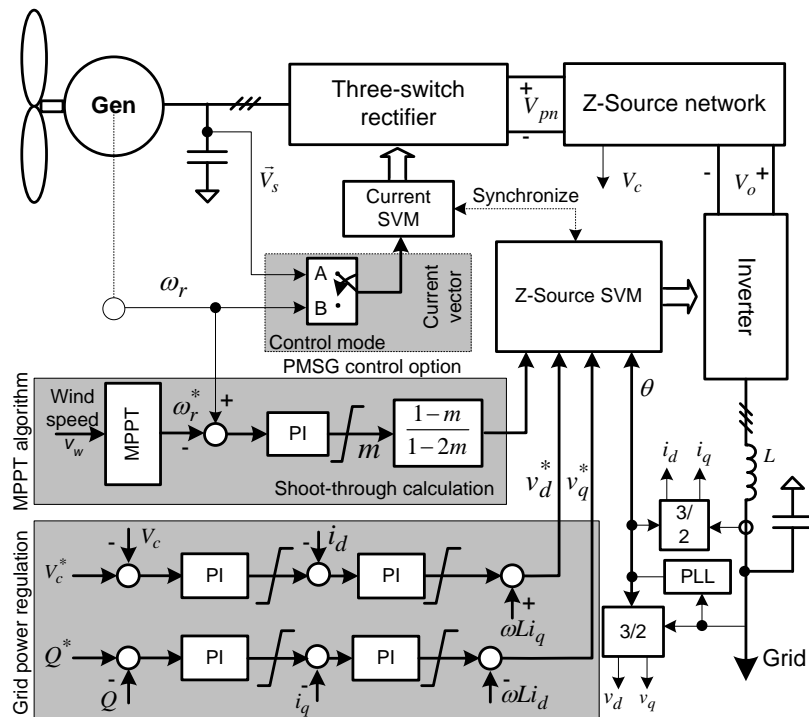 Gen
Three-switch
rectifier
+
V_pn
-
Z-Source network
V⃗_s
Current
SVM
Synchronize
V_c
-
V_o
+
ω_r
A
B
Control mode
Current
vector
PMSG control option
Z-Source SVM
Inverter
MPPT algorithm
Wind
speed
v_w
MPPT
ω_r^*
+
-
PI
m
1-m
1-2m
Shoot-through calculation
v_d^*
v_q^*
θ
i_d
i_q
L
3/
2
PLL
3/2
v_d
v_q
Grid
Grid power regulation
V_c^*
-
V_c
PI
-
i_d
PI
+
ωLi_q
Q^*
-
Q
PI
-
i_q
PI
-
ωLi_d